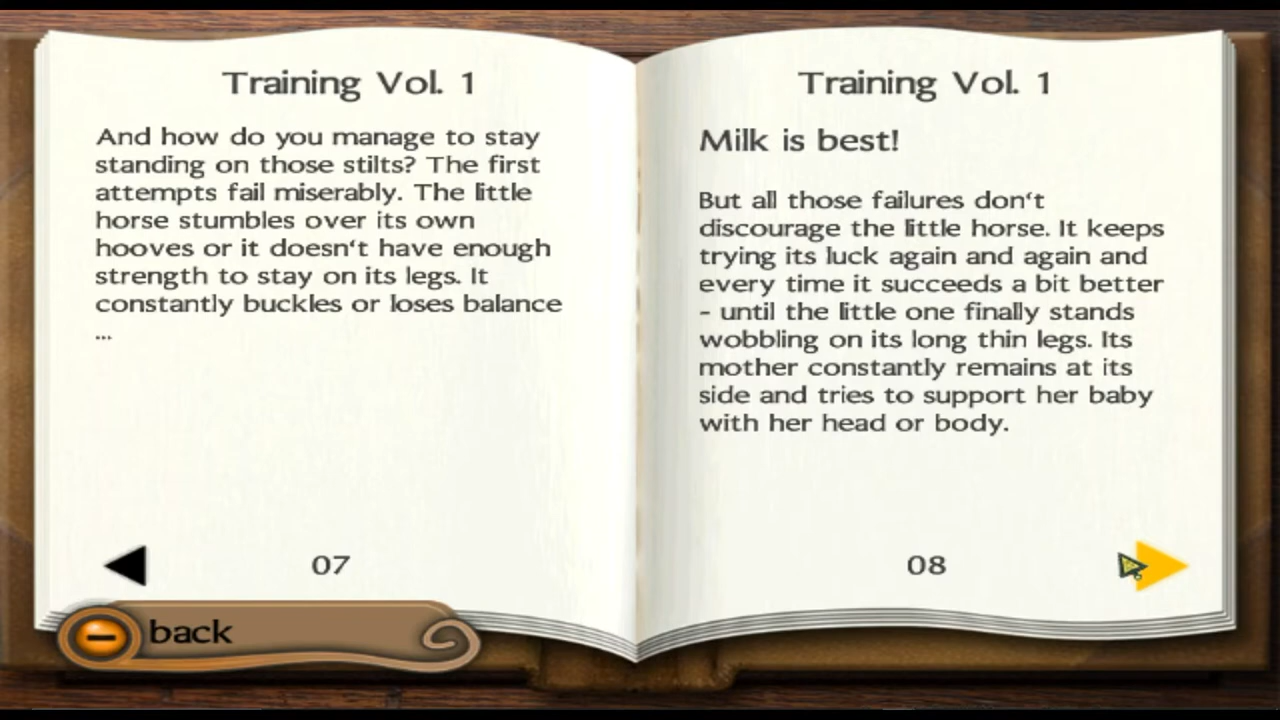 Training Vol. 1
And how do you manage to stay
standing on those stilts? The first
attempts fail miserably. The little
horse stumbles over its own
hooves or it doesn‘t have enough
strength to stay on its legs. It
constantly buckles or loses balance
...
07
back
Training Vol. 1
Milk is best!
But all those failures don‘t
discourage the little horse. It keeps
trying its luck again and again and
every time it succeeds a bit better
- until the little one finally stands
wobbling on its long thin legs. Its
mother constantly remains at its
side and tries to support her baby
with her head or body.
08